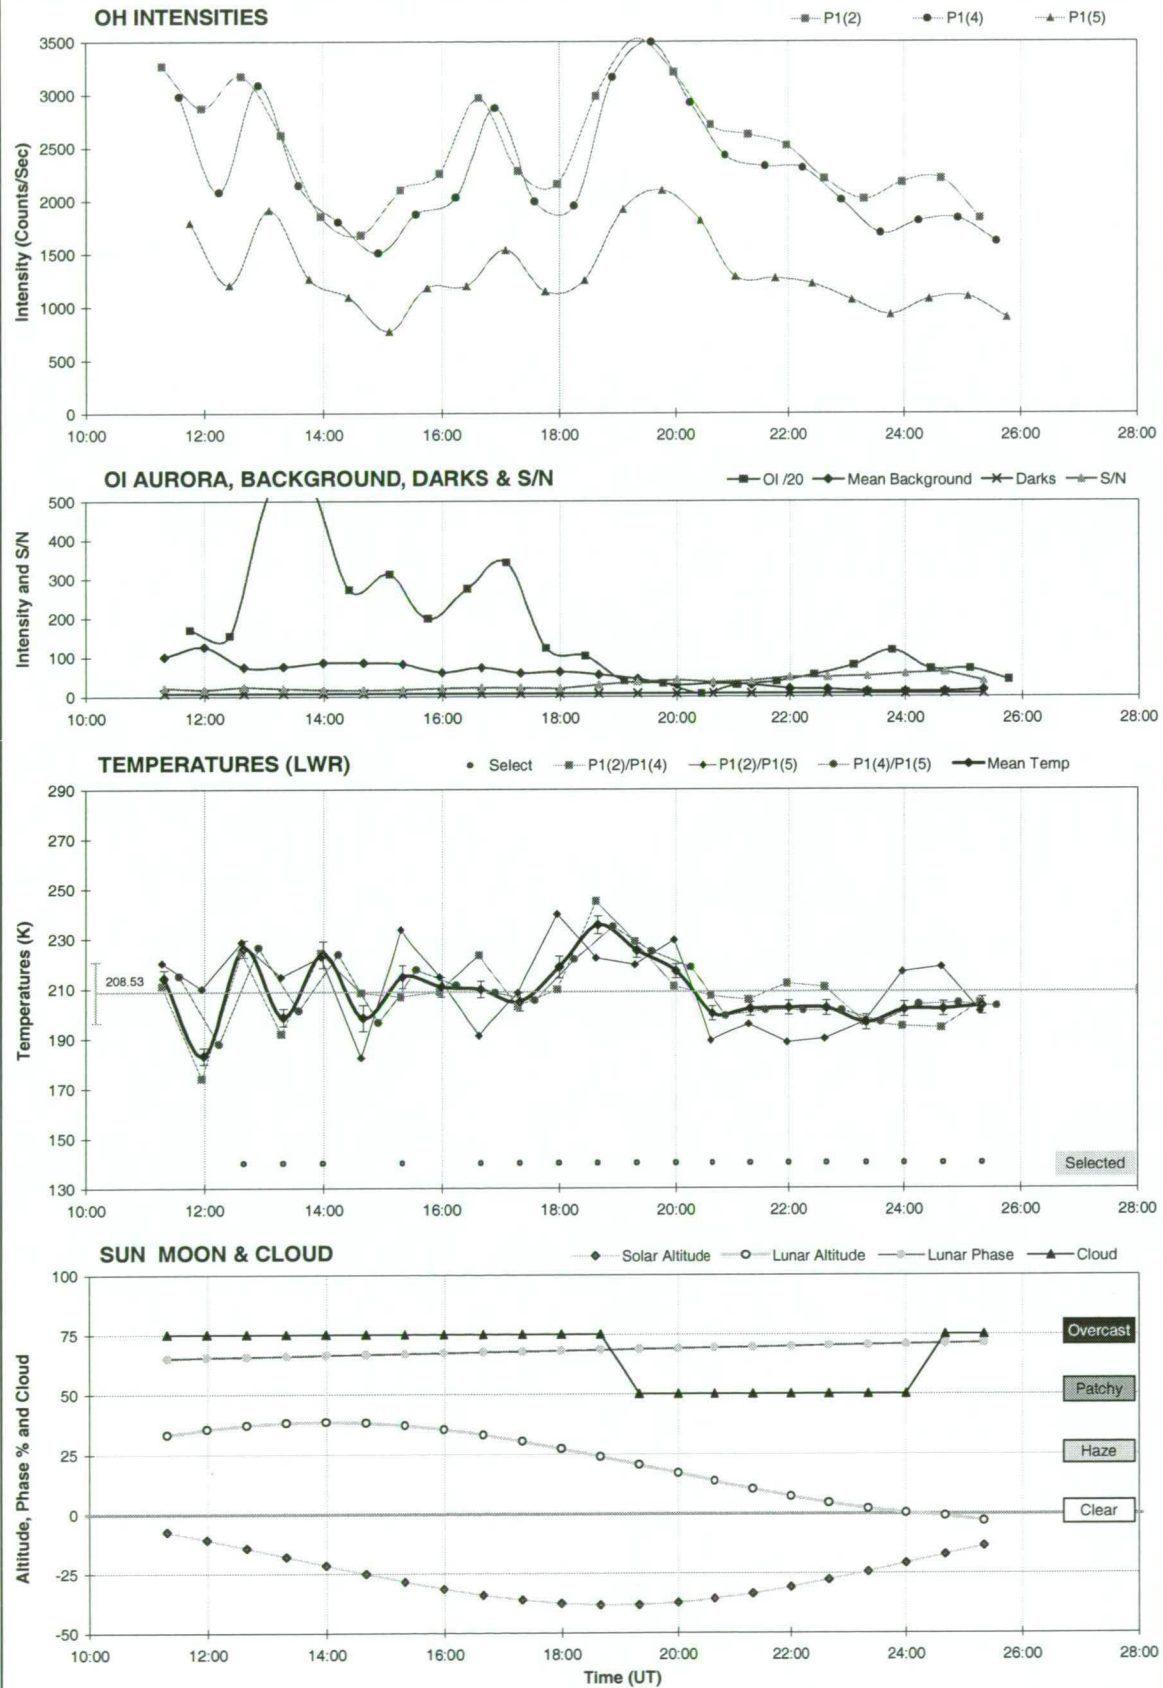 OH INTENSITIES
P1(2) P1(4) P1(5)
Intensity (Counts/Sec)
3500
3000
2500
2000
1500
1000
500
0
10:00 12:00 14:00 16:00 18:00 20:00 22:00 24:00 26:00 28:00
OI AURORA, BACKGROUND, DARKS & S/N
OI /20 Mean Background Darks S/N
Intensity and S/N
500
400
300
200
100
0
10:00 12:00 14:00 16:00 18:00 20:00 22:00 24:00 26:00 28:00
TEMPERATURES (LWR)
Select P1(2)/P1(4) P1(2)/P1(5) P1(4)/P1(5) Mean Temp
Temperatures (K)
290
270
250
230
210
190
170
150
130
208.53
Selected
10:00 12:00 14:00 16:00 18:00 20:00 22:00 24:00 26:00 28:00
SUN MOON & CLOUD
Solar Altitude Lunar Altitude Lunar Phase Cloud
Altitude, Phase % and Cloud
100
75
50
25
0
-25
-50
Overcast
Patchy
Haze
Clear
10:00 12:00 14:00 16:00 18:00 20:00 22:00 24:00 26:00 28:00
Time (UT)